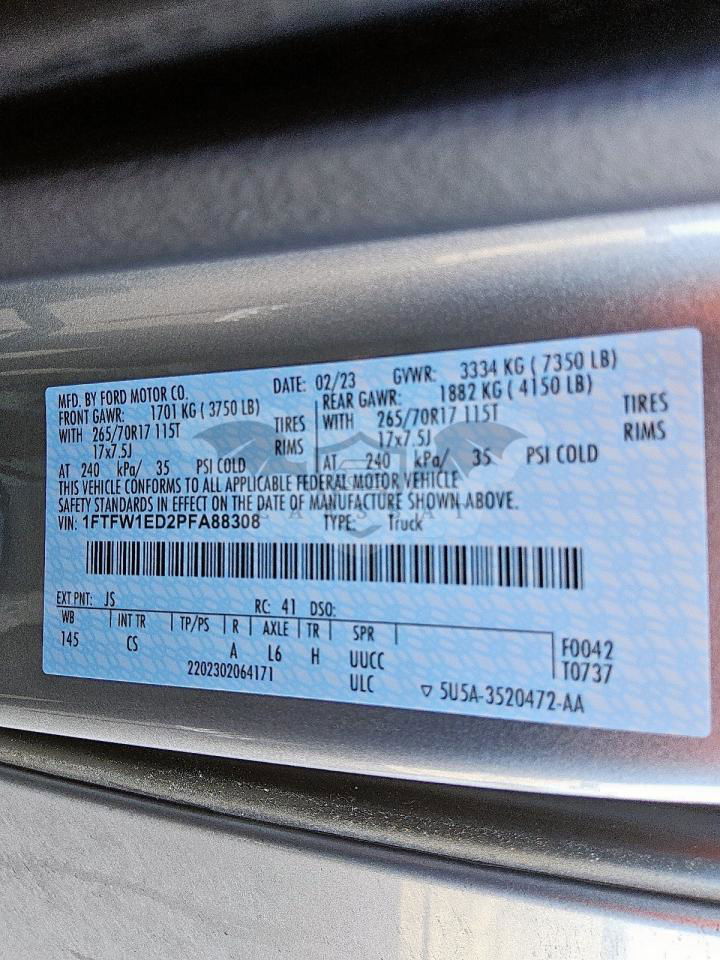 MFD. BY FORD MOTOR CO. DATE: 02/23 GVWR: 3334 KG ( 7350 LB)
FRONT GAWR: 1701 KG ( 3750 LB) REAR GAWR: 1882 KG ( 4150 LB)
WITH 265/70R17 115T TIRES WITH 265/70R17 115T TIRES
17x7.5J RIMS 17x7.5J RIMS
AT 240 kPa/ 35 PSI COLD AT 240 kPa/ 35 PSI COLD
THIS VEHICLE CONFORMS TO ALL APPLICABLE FEDERAL MOTOR VEHICLE
SAFETY STANDARDS IN EFFECT ON THE DATE OF MANUFACTURE SHOWN ABOVE.
VIN: 1FTFW1ED2PFA88308 TYPE: Truck
EXT PNT: JS RC: 41 DSO:
WB INT TR TP/PS R AXLE TR SPR
145 CS A L6 H UUCC F0042
2202302064171 ULC T0737
5U5A-3520472-AA